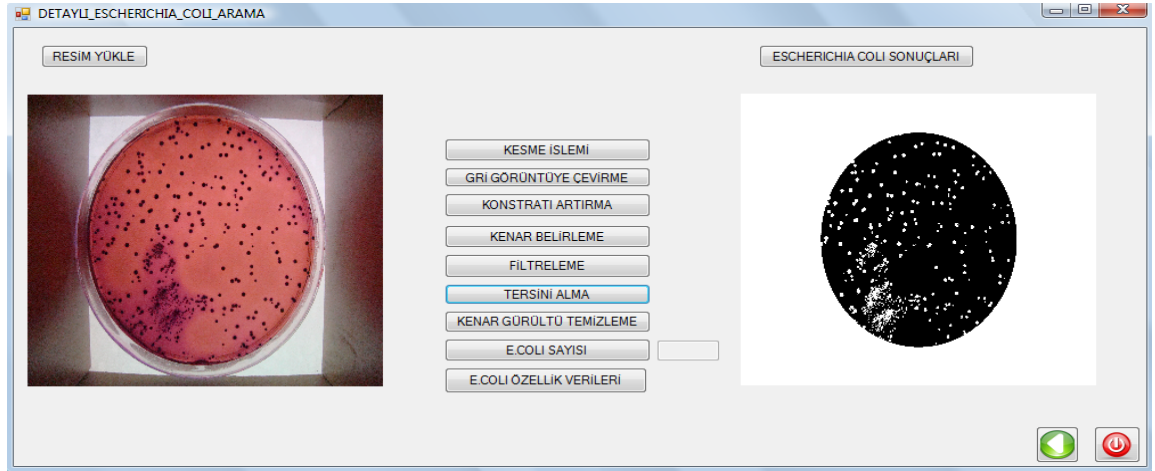 DETAYLI_ESCHERICHIA_COLI_ARAMA
RESİM YÜKLE
ESCHERICHIA COLI SONUÇLARI
KESME İSLEMİ
GRİ GÖRÜNTÜYE ÇEVİRME
KONSTRATI ARTIRMA
KENAR BELİRLEME
FİLTRELEME
TERSİNİ ALMA
KENAR GÜRÜLTÜ TEMİZLEME
E.COLI SAYISI
E.COLI ÖZELLİK VERİLERİ